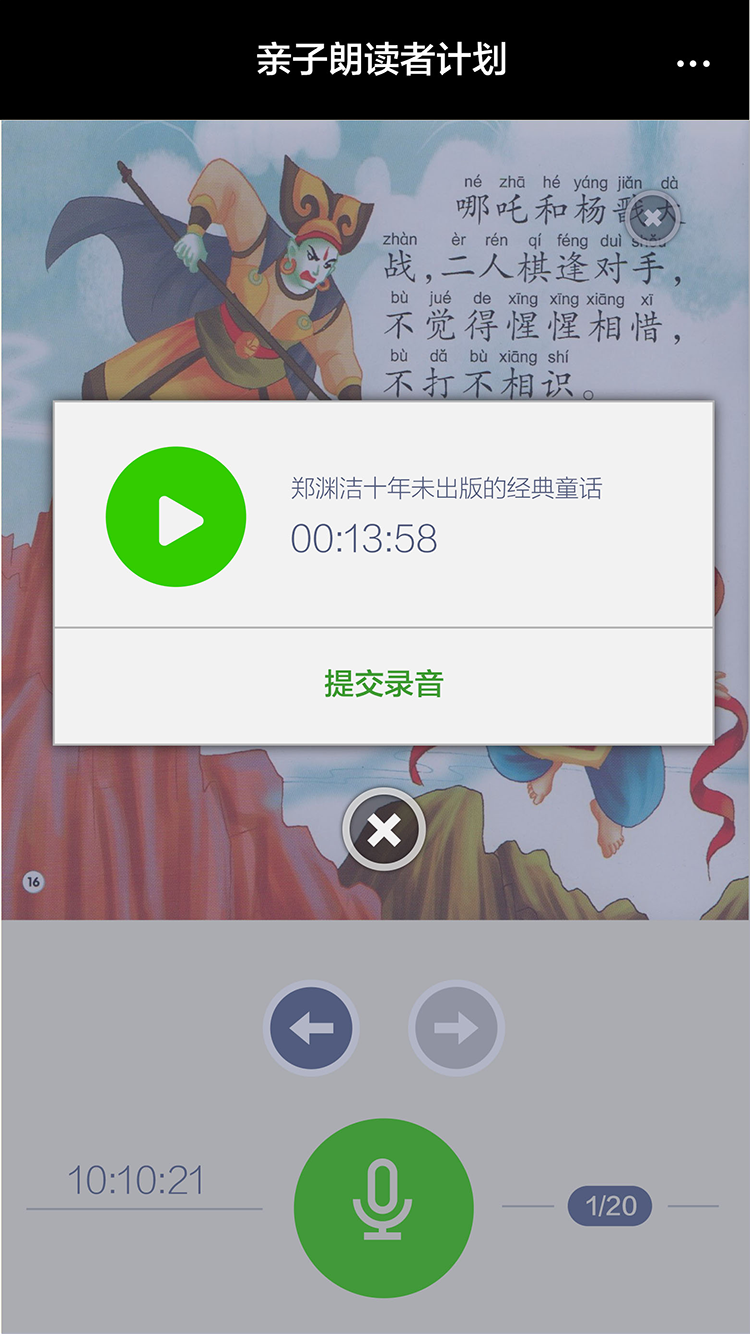 亲子朗读者计划
né zhā hé yáng jiǎn dà
哪吒和杨戬大
zhàn èr rén qí féng duì shǒu
战,二人棋逢对手,
bù jué de xīng xīng xiāng xī
不觉得惺惺相惜,
bù dǎ bù xiāng shí
不打不相识。
郑渊洁十年未出版的经典童话
00:13:58
提交录音
16
10:10:21
1/20